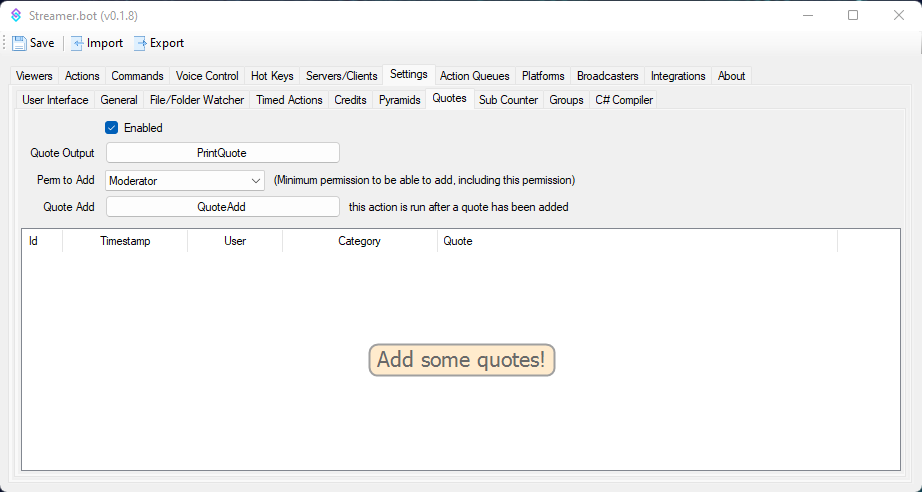 Streamer.bot (v0.1.8)
Save Import Export
Viewers Actions Commands Voice Control Hot Keys Servers/Clients Settings Action Queues Platforms Broadcasters Integrations About
User Interface General File/Folder Watcher Timed Actions Credits Pyramids Quotes Sub Counter Groups C# Compiler
Enabled
Quote Output PrintQuote
Perm to Add Moderator (Minimum permission to be able to add, including this permission)
Quote Add QuoteAdd this action is run after a quote has been added
Id Timestamp User Category Quote
Add some quotes!